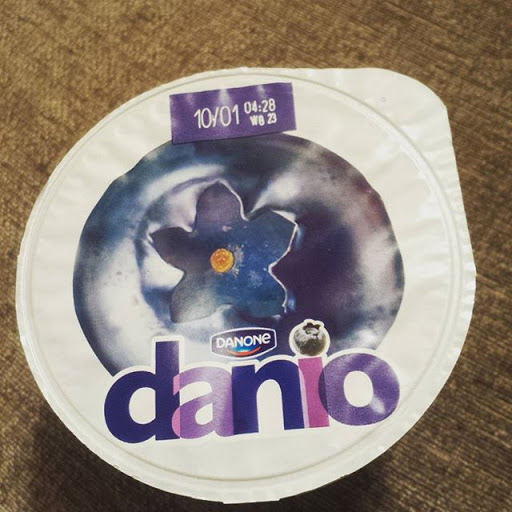 10/01 04:28
WB 23
DANONE
danio